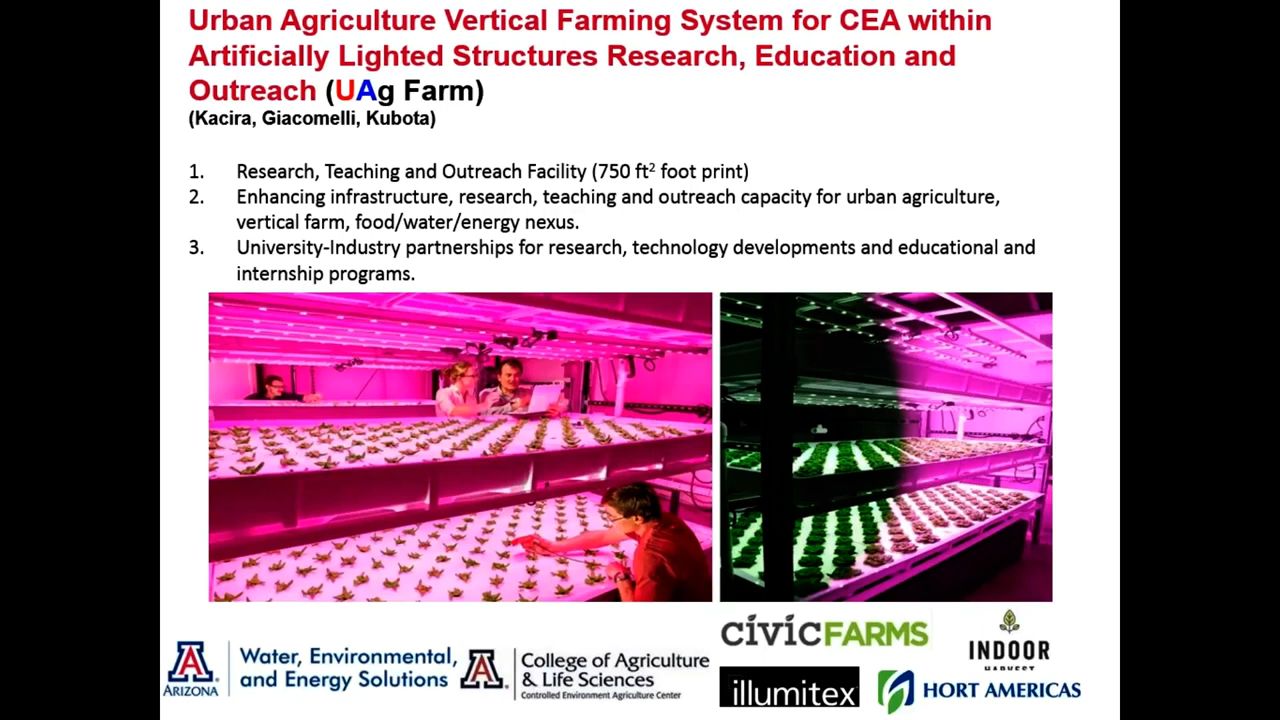 Urban Agriculture Vertical Farming System for CEA within
Artificially Lighted Structures Research, Education and
Outreach (UAg Farm)
(Kacira, Giacomelli, Kubota)
1. Research, Teaching and Outreach Facility (750 ft² foot print)
2. Enhancing infrastructure, research, teaching and outreach capacity for urban agriculture,
vertical farm, food/water/energy nexus.
3. University-Industry partnerships for research, technology developments and educational and
internship programs.
A
ARIZONA
Water, Environmental,
and Energy Solutions
A
College of Agriculture
& Life Sciences
Controlled Environment Agriculture Center
civicFARMS
illumitex
INDOOR
HARVEST
HORT AMERICAS